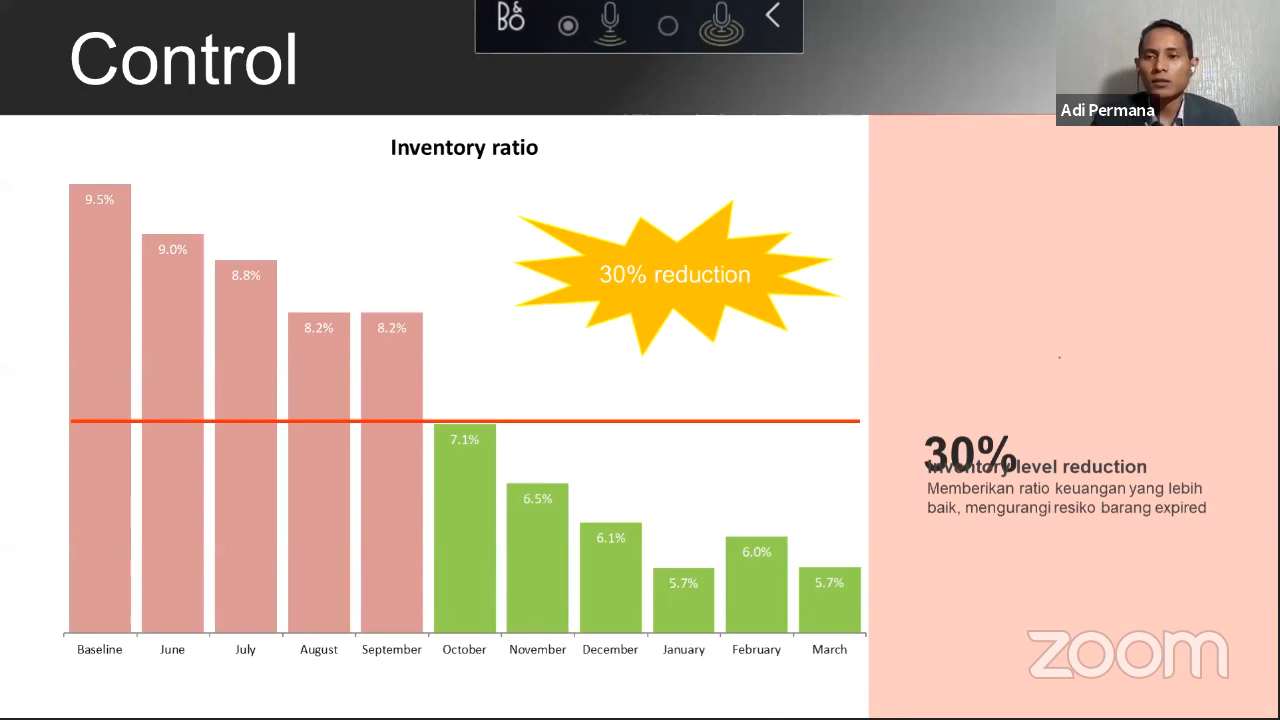 B&O
Control
Adi Permana
Inventory ratio
9.5%
9.0%
8.8%
8.2%
8.2%
7.1%
6.5%
6.1%
5.7%
6.0%
5.7%
30% reduction
Baseline
June
July
August
September
October
November
December
January
February
March
30%
Inventory level reduction
Memberikan ratio keuangan yang lebih
baik, mengurangi resiko barang expired
zoom